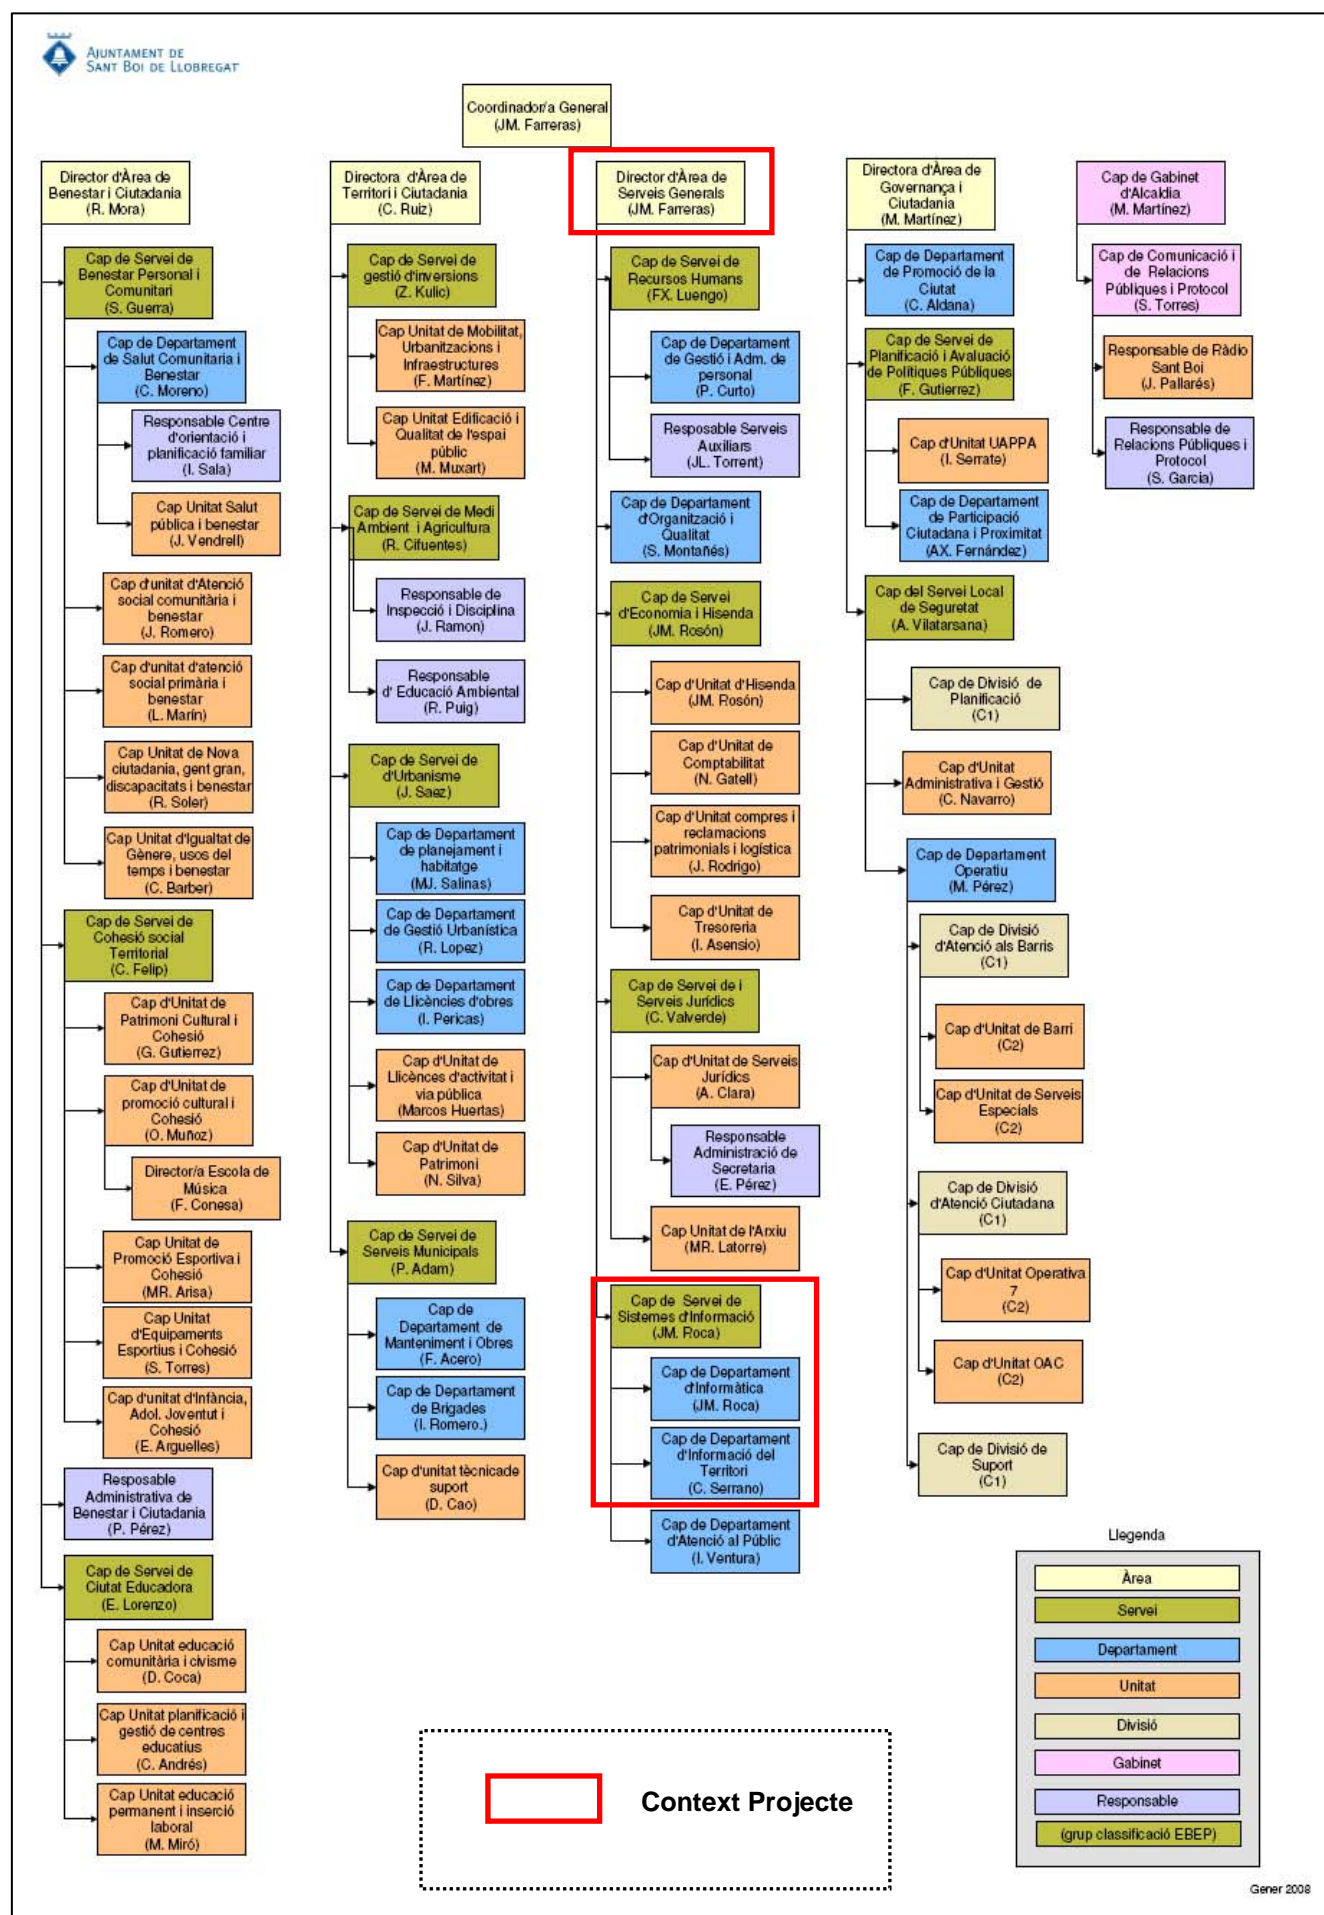 AJUNTAMENT DE
SANT BOI DE LLOBREGAT
Coordinador/a General
(JM. Farreras)
Director d'Àrea de
Benestar i Ciutadania
(R. Mora)
Cap de Servei de
Benestar Personal i
Comunitari
(S. Guerra)
Cap de Departament
de Salut Comunitaria i
Benestar
(C. Moreno)
Responsable Centre
d'orientació i
planificació familiar
(I. Sala)
Cap Unitat Salut
pública i benestar
(J. Vendrell)
Cap d'unitat d'Atenció
social comunitària i
benestar
(J. Romero)
Cap d'unitat d'atenció
social primària i
benestar
(L. Marín)
Cap Unitat de Nova
ciutadania, gent gran,
discapacitats i benestar
(R. Soler)
Cap Unitat d'Igualtat de
Gènere, usos del
temps i benestar
(C. Barber)
Cap de Servei de
Cohesió social
Territorial
(C. Felip)
Cap d'Unitat de
Patrimoni Cultural i
Cohesió
(G. Gutierrez)
Cap d'Unitat de
promoció cultural i
Cohesió
(O. Muñoz)
Director/a Escola de
Música
(F. Conesa)
Cap Unitat de
Promoció Esportiva i
Cohesió
(MR. Arisa)
Cap Unitat
d'Equipaments
Esportius i Cohesió
(S. Torres)
Cap d'unitat d'Infància,
Adol. Joventut i
Cohesió
(E. Arguelles)
Resposable
Administrativa de
Benestar i Ciutadania
(P. Pérez)
Cap de Servei de
Ciutat Educadora
(E. Lorenzo)
Cap Unitat educació
comunitària i civisme
(D. Coca)
Cap Unitat planificació i
gestió de centres
educatius
(C. Andrés)
Cap Unitat educació
permanent i inserció
laboral
(M. Miró)
Directora d'Àrea de
Territori i Ciutadania
(C. Ruiz)
Cap de Servei de
gestió d'inversions
(Z. Kulic)
Cap Unitat de Mobilitat,
Urbanitzacions i
Infraestructures
(F. Martínez)
Cap Unitat Edificació i
Qualitat de l'espai
públic
(M. Muxart)
Cap de Servei de Medi
Ambient i Agricultura
(R. Cifuentes)
Responsable de
Inspecció i Disciplina
(J. Ramon)
Responsable
d' Educació Ambiental
(R. Puig)
Cap de Servei de
d'Urbanisme
(J. Saez)
Cap de Departament
de planejament i
habitatge
(MJ. Salinas)
Cap de Departament
de Gestió Urbanística
(R. Lopez)
Cap de Departament
de Llicències d'obres
(I. Pericas)
Cap d'Unitat de
Llicènces d'activitat i
via pública
(Marcos Huertas)
Cap d'Unitat de
Patrimoni
(N. Silva)
Cap de Servei de
Serveis Municipals
(P. Adam)
Cap de
Departament de
Manteniment i Obres
(F. Acero)
Cap de Departament
de Brigades
(I. Romero.)
Cap d'unitat tècnicade
suport
(D. Cao)
Director d'Àrea de
Serveis Generals
(JM. Farreras)
Cap de Servei de
Recursos Humans
(FX. Luengo)
Cap de Departament
de Gestió i Adm. de
personal
(P. Curto)
Resposable Serveis
Auxiliars
(JL. Torrent)
Cap de Departament
d'Organització i
Qualitat
(S. Montañés)
Cap de Servei
d'Economia i Hisenda
(JM. Rosón)
Cap d'Unitat d'Hisenda
(JM. Rosón)
Cap d'Unitat de
Comptabilitat
(N. Gatell)
Cap d'Unitat compres i
reclamacions
patrimonials i logística
(J. Rodrigo)
Cap d'Unitat de
Tresoreria
(I. Asensio)
Cap de Servei de i
Serveis Jurídics
(C. Valverde)
Cap d'Unitat de Serveis
Jurídics
(A. Clara)
Responsable
Administració de
Secretaria
(E. Pérez)
Cap Unitat de l'Arxiu
(MR. Latorre)
Cap de Servei de
Sistemes d'Informació
(JM. Roca)
Cap de Departament
d'Informàtica
(JM. Roca)
Cap de Departament
d'Informació del
Territori
(C. Serrano)
Cap de Departament
d'Atenció al Públic
(I. Ventura)
Directora d'Àrea de
Governança i
Ciutadania
(M. Martínez)
Cap de Departament
de Promoció de la
Ciutat
(C. Aldana)
Cap de Servei de
Planificació i Avaluació
de Polítiques Públiques
(F. Gutierrez)
Cap d'Unitat UAPPA
(I. Serrate)
Cap de Departament
de Participació
Ciutadana i Proximitat
(AX. Fernández)
Cap del Servei Local
de Seguretat
(A. Vilatarsana)
Cap de Divisió de
Planificació
(C1)
Cap d'Unitat
Administrativa i Gestió
(C. Navarro)
Cap de Departament
Operatiu
(M. Pérez)
Cap de Divisió
d'Atenció als Barris
(C1)
Cap d'Unitat de Barri
(C2)
Cap d'Unitat de Serveis
Especials
(C2)
Cap de Divisió
d'Atenció Ciutadana
(C1)
Cap d'Unitat Operativa
7
(C2)
Cap d'Unitat OAC
(C2)
Cap de Divisió de
Suport
(C1)
Cap de Gabinet
d'Alcaldia
(M. Martínez)
Cap de Comunicació i
de Relacions
Públiques i Protocol
(S. Torres)
Responsable de Ràdio
Sant Boi
(J. Pallarés)
Responsable de
Relacions Públiques i
Protocol
(S. Garcia)
Llegenda
Àrea
Servei
Departament
Unitat
Divisió
Gabinet
Responsable
(grup classificació EBEP)
Context Projecte
Gener 2008